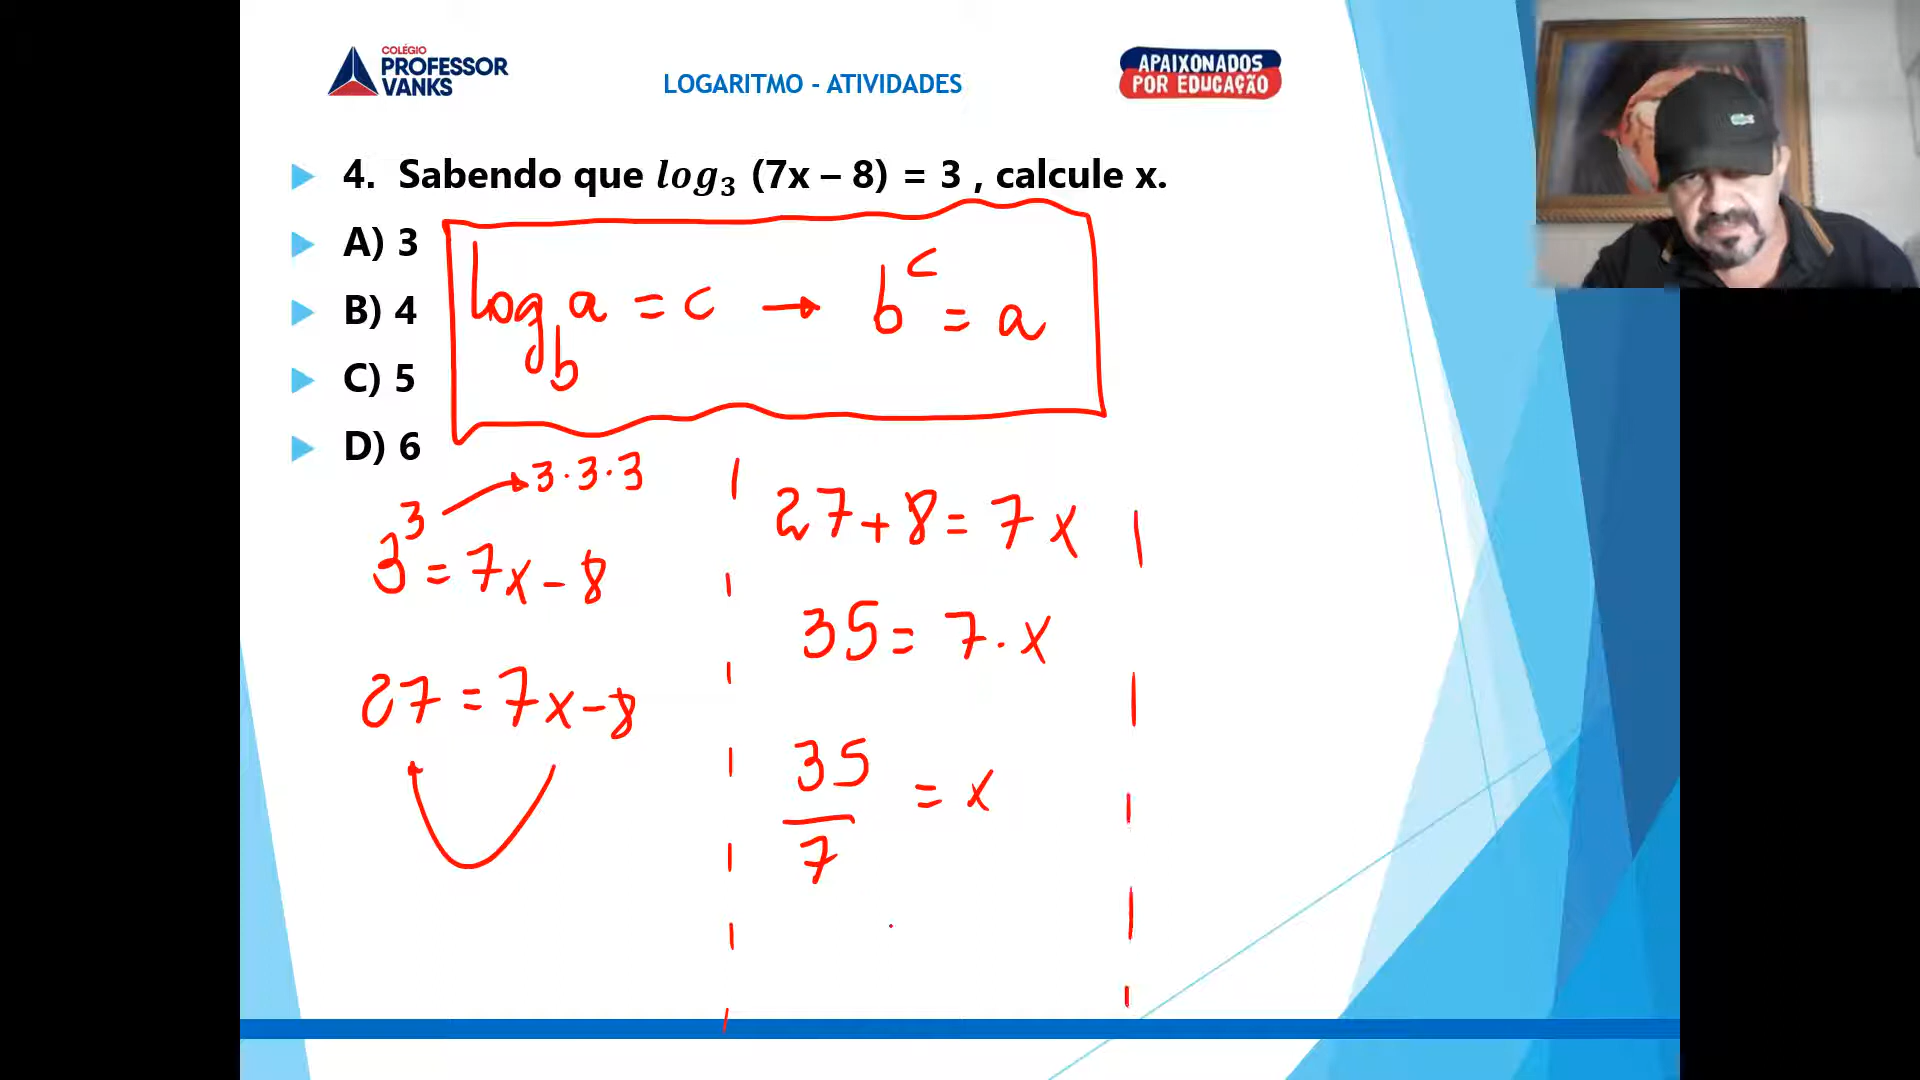 COLÉGIO
PROFESSOR
VANKS
LOGARITMO - ATIVIDADES
APAIXONADOS
POR EDUCAÇÃO
4. Sabendo que log₃ (7x – 8) = 3 , calcule x.
A) 3
B) 4
C) 5
D) 6
log_b a = c → b^c = a
3·3·3
3³ = 7x – 8
27 = 7x – 8
27 + 8 = 7x
35 = 7 · x
35/7 = x